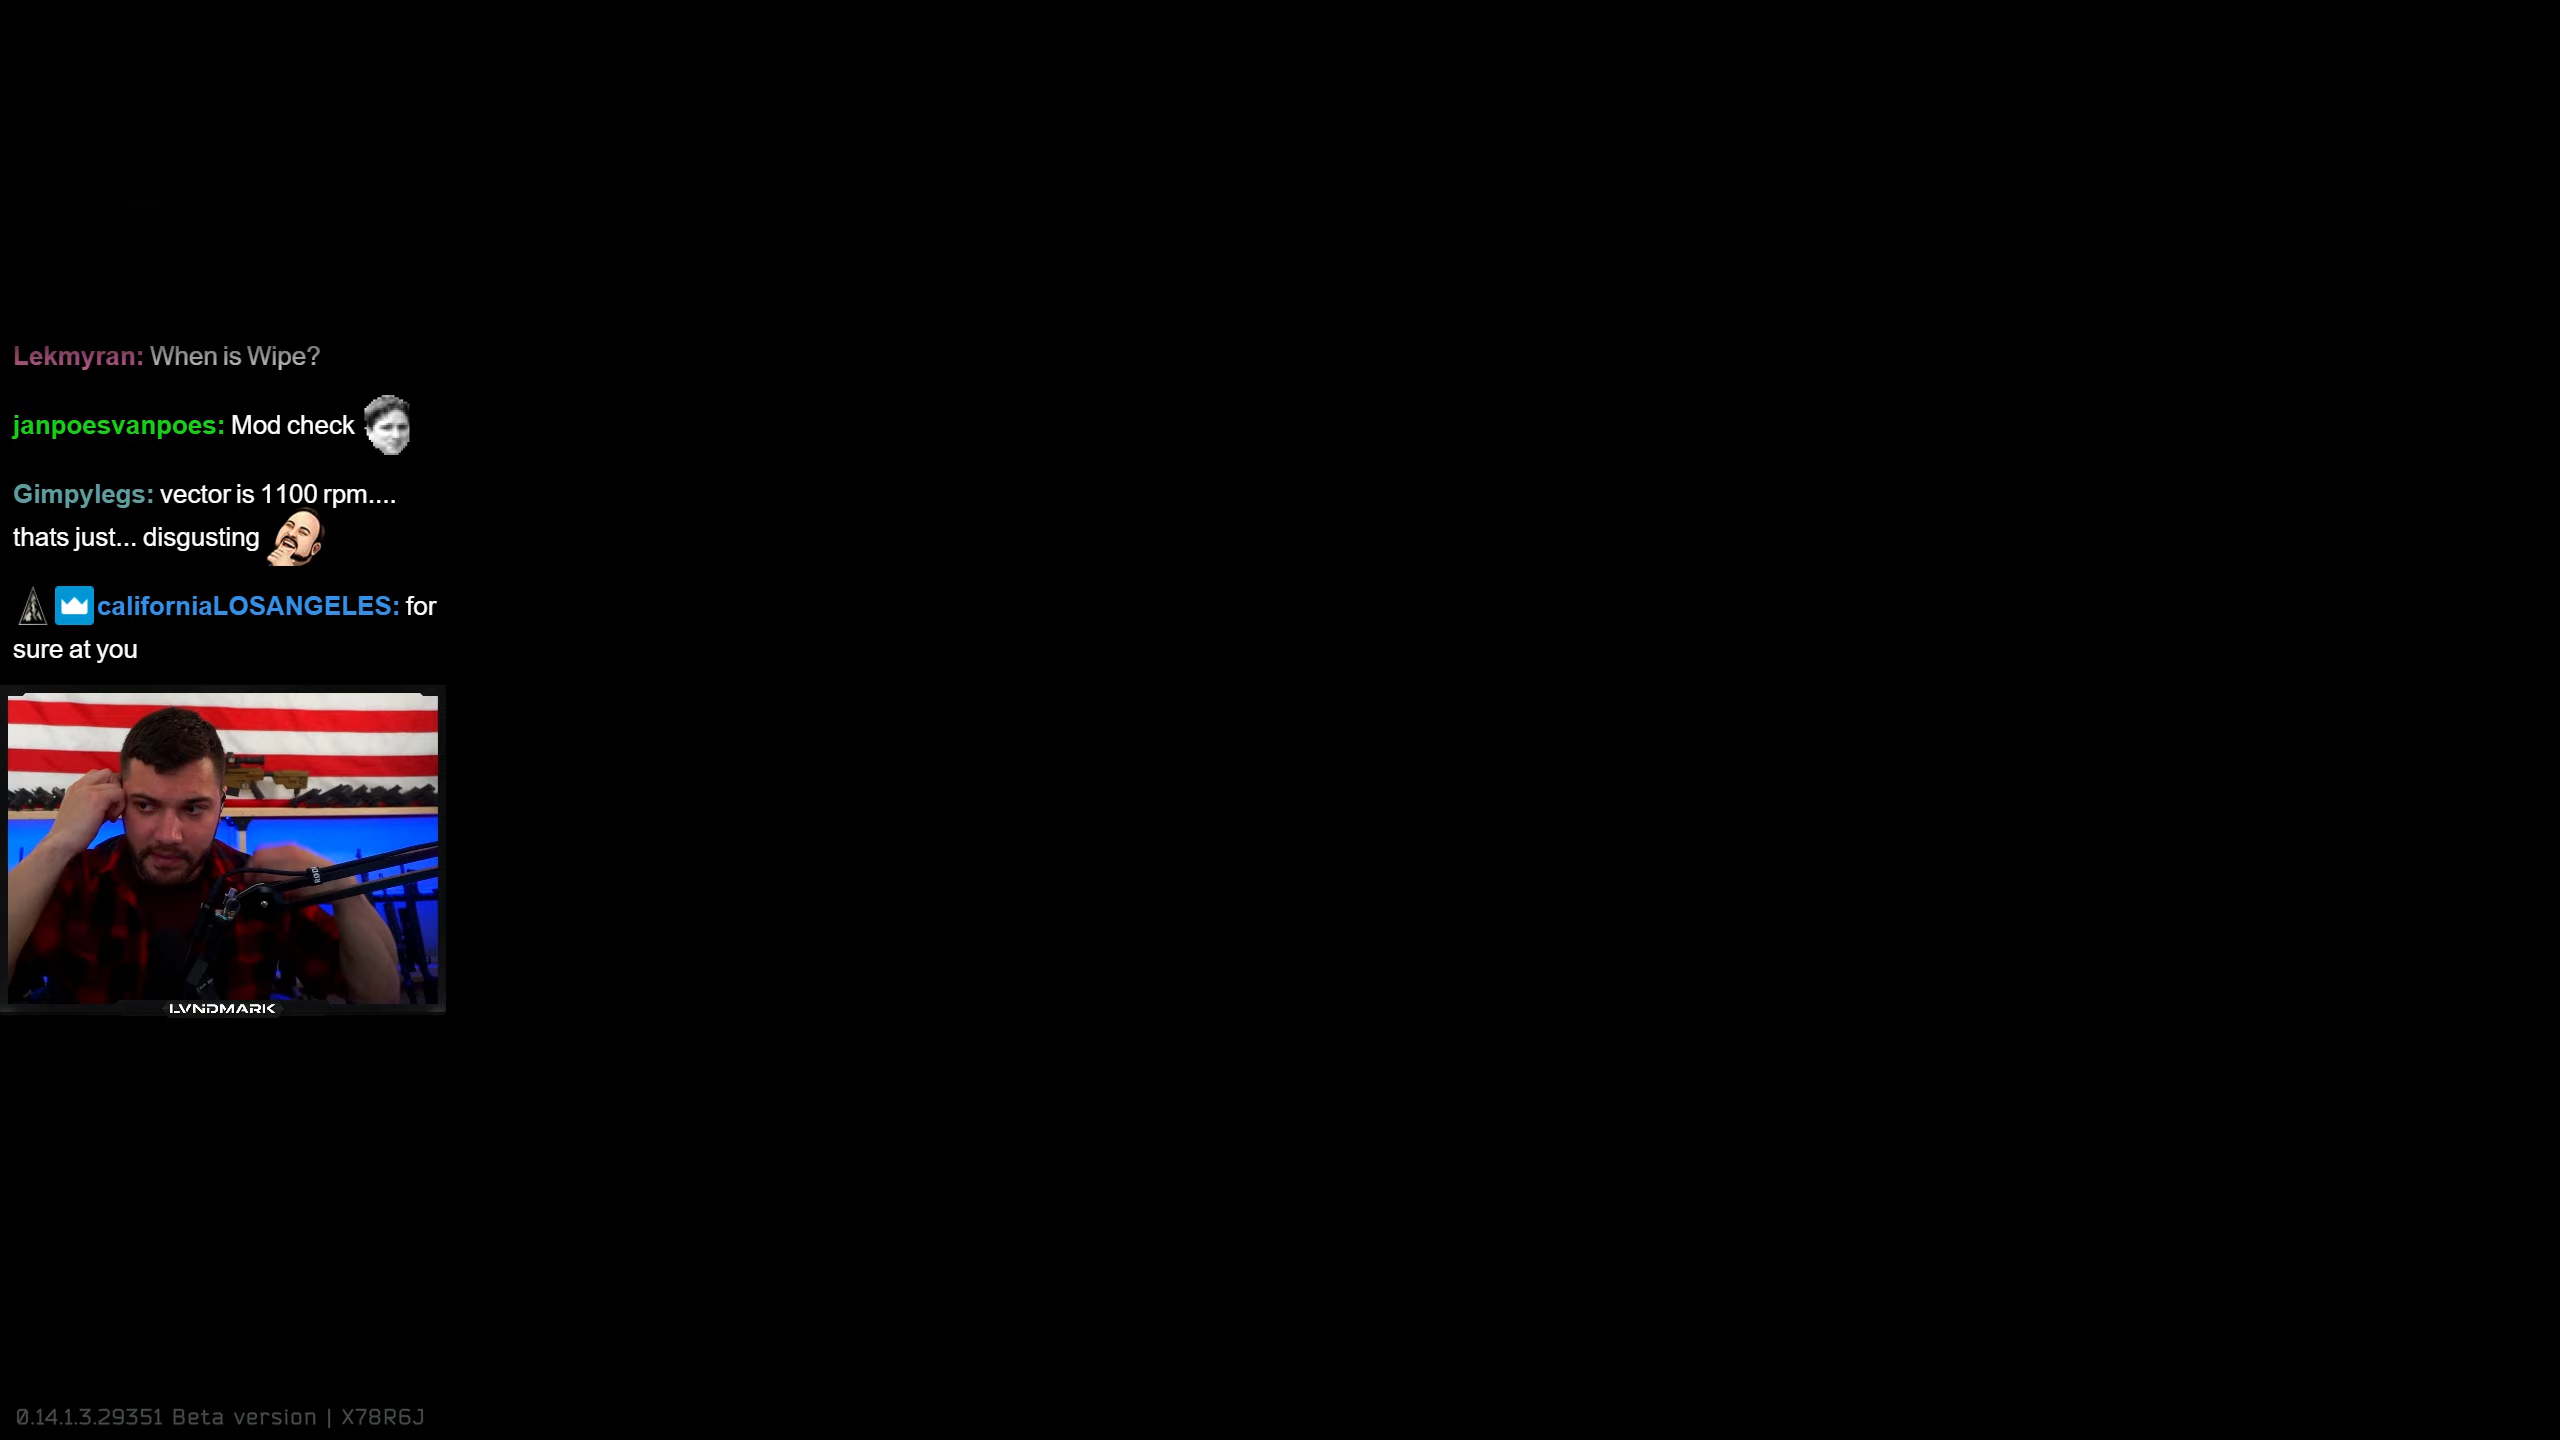 Lekmyran: When is Wipe?
janpoesvanpoes: Mod check
Gimpylegs: vector is 1100 rpm....
thats just... disgusting
californiaLOSANGELES: for
sure at you
LVNDMARK
0.14.1.3.29351 Beta version | X78R6J